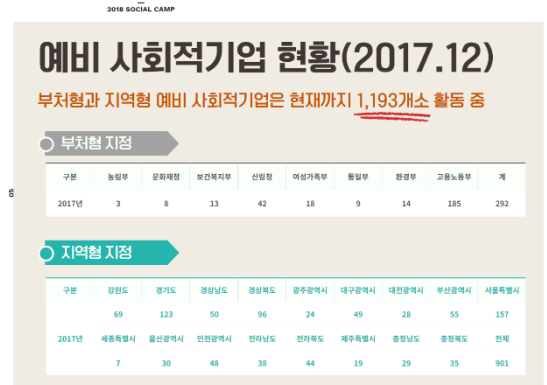 2018 SOCIAL CAMP
예비 사회적기업 현황(2017.12)
부처형과 지역형 예비 사회적기업은 현재까지 1,193개소 활동 중
부처형 지정
구분 농림부 문화재청 보건복지부 산림청 여성가족부 통일부 환경부 고용노동부 계
2017년 3 8 13 42 18 9 14 185 292
05
지역형 지정
구분 강원도 경기도 경상남도 경상북도 광주광역시 대구광역시 대전광역시 부산광역시 서울특별시
69 123 50 96 24 49 28 55 157
2017년 세종특별시 울산광역시 인천광역시 전라남도 전라북도 제주특별시 충청남도 충청북도 전체
7 30 48 38 44 19 29 35 901